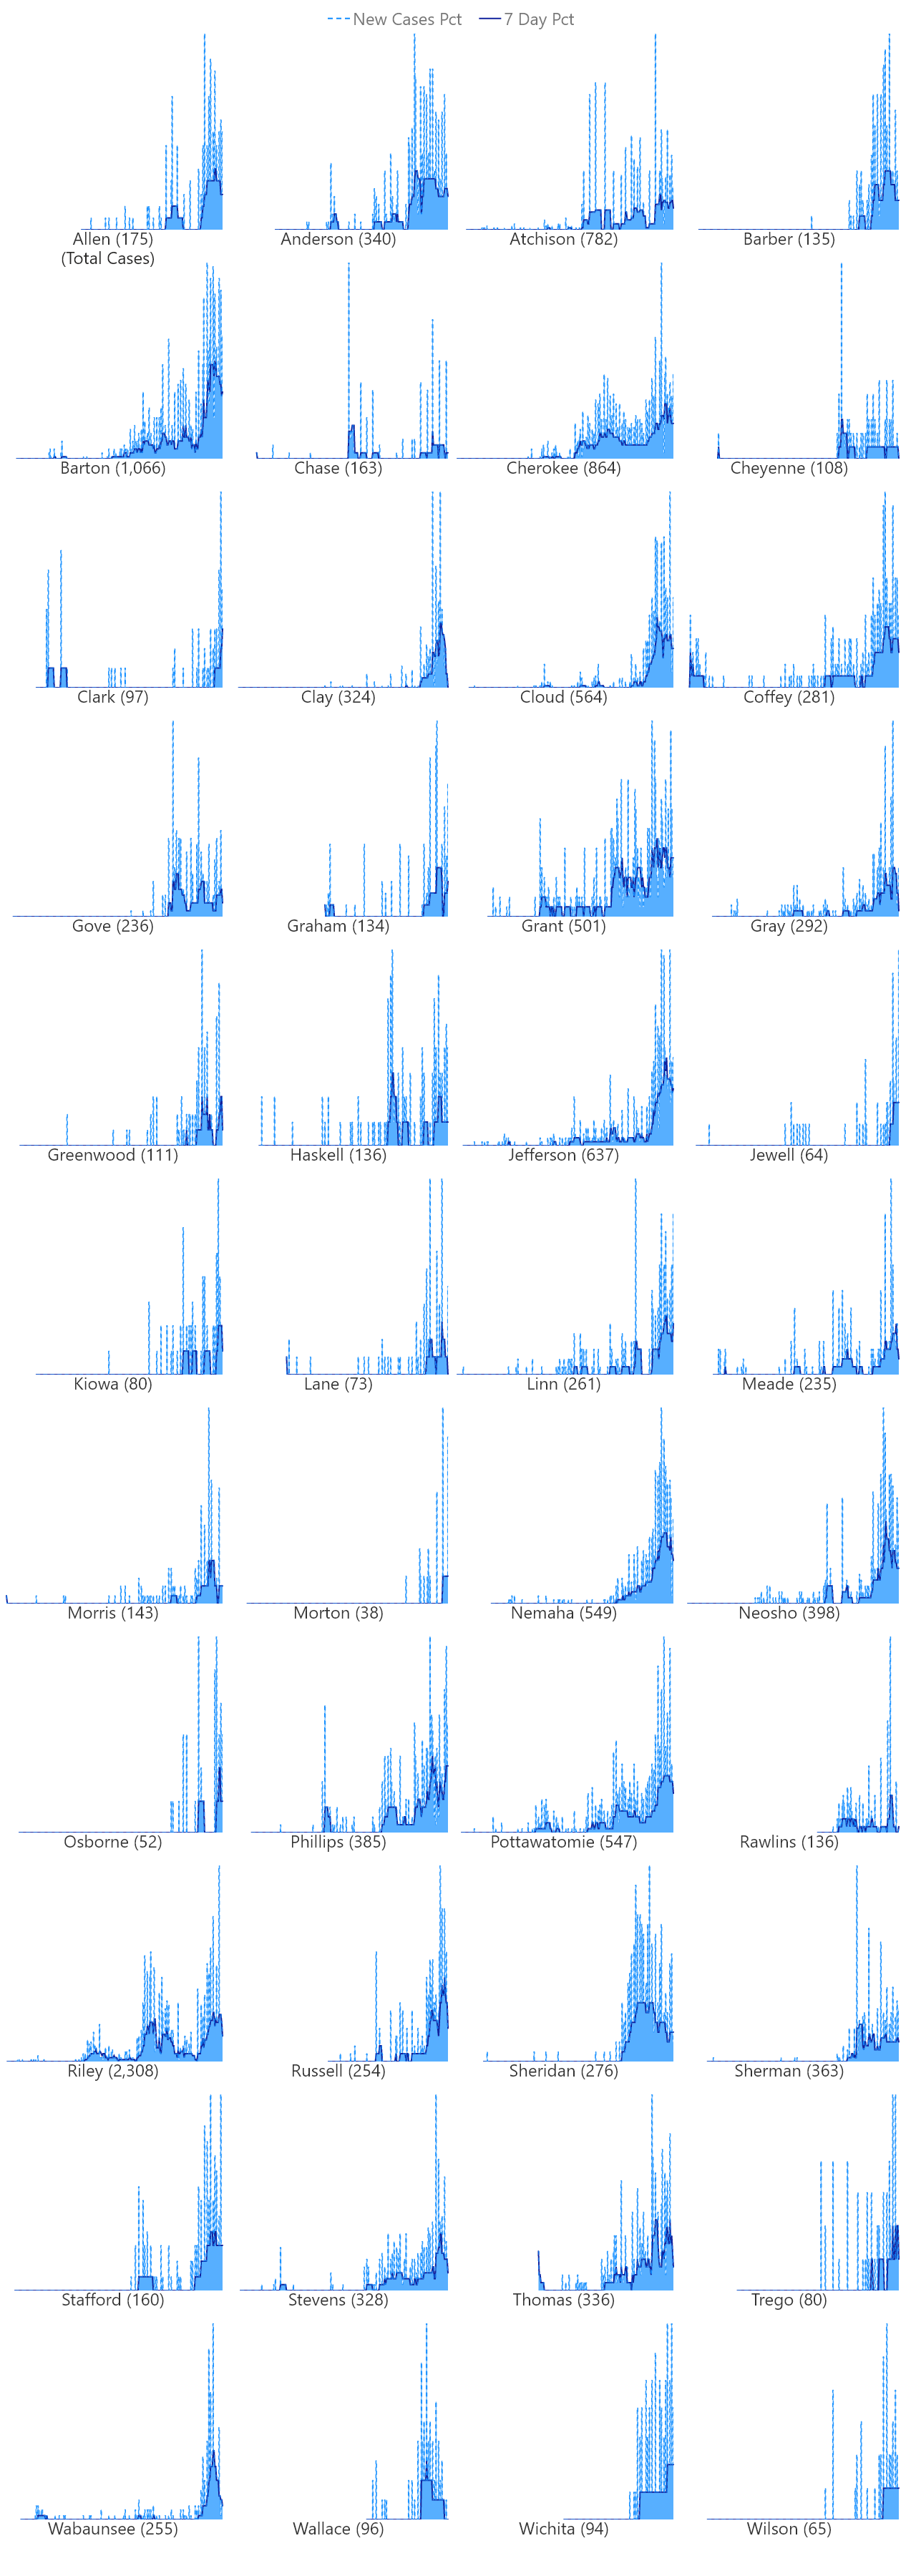 New Cases Pct 7 Day Pct
Allen (175) Anderson (340) Atchison (782) Barber (135)
(Total Cases)
Barton (1,066) Chase (163) Cherokee (864) Cheyenne (108)
Clark (97) Clay (324) Cloud (564) Coffey (281)
Gove (236) Graham (134) Grant (501) Gray (292)
Greenwood (111) Haskell (136) Jefferson (637) Jewell (64)
Kiowa (80) Lane (73) Linn (261) Meade (235)
Morris (143) Morton (38) Nemaha (549) Neosho (398)
Osborne (52) Phillips (385) Pottawatomie (547) Rawlins (136)
Riley (2,308) Russell (254) Sheridan (276) Sherman (363)
Stafford (160) Stevens (328) Thomas (336) Trego (80)
Wabaunsee (255) Wallace (96) Wichita (94) Wilson (65)